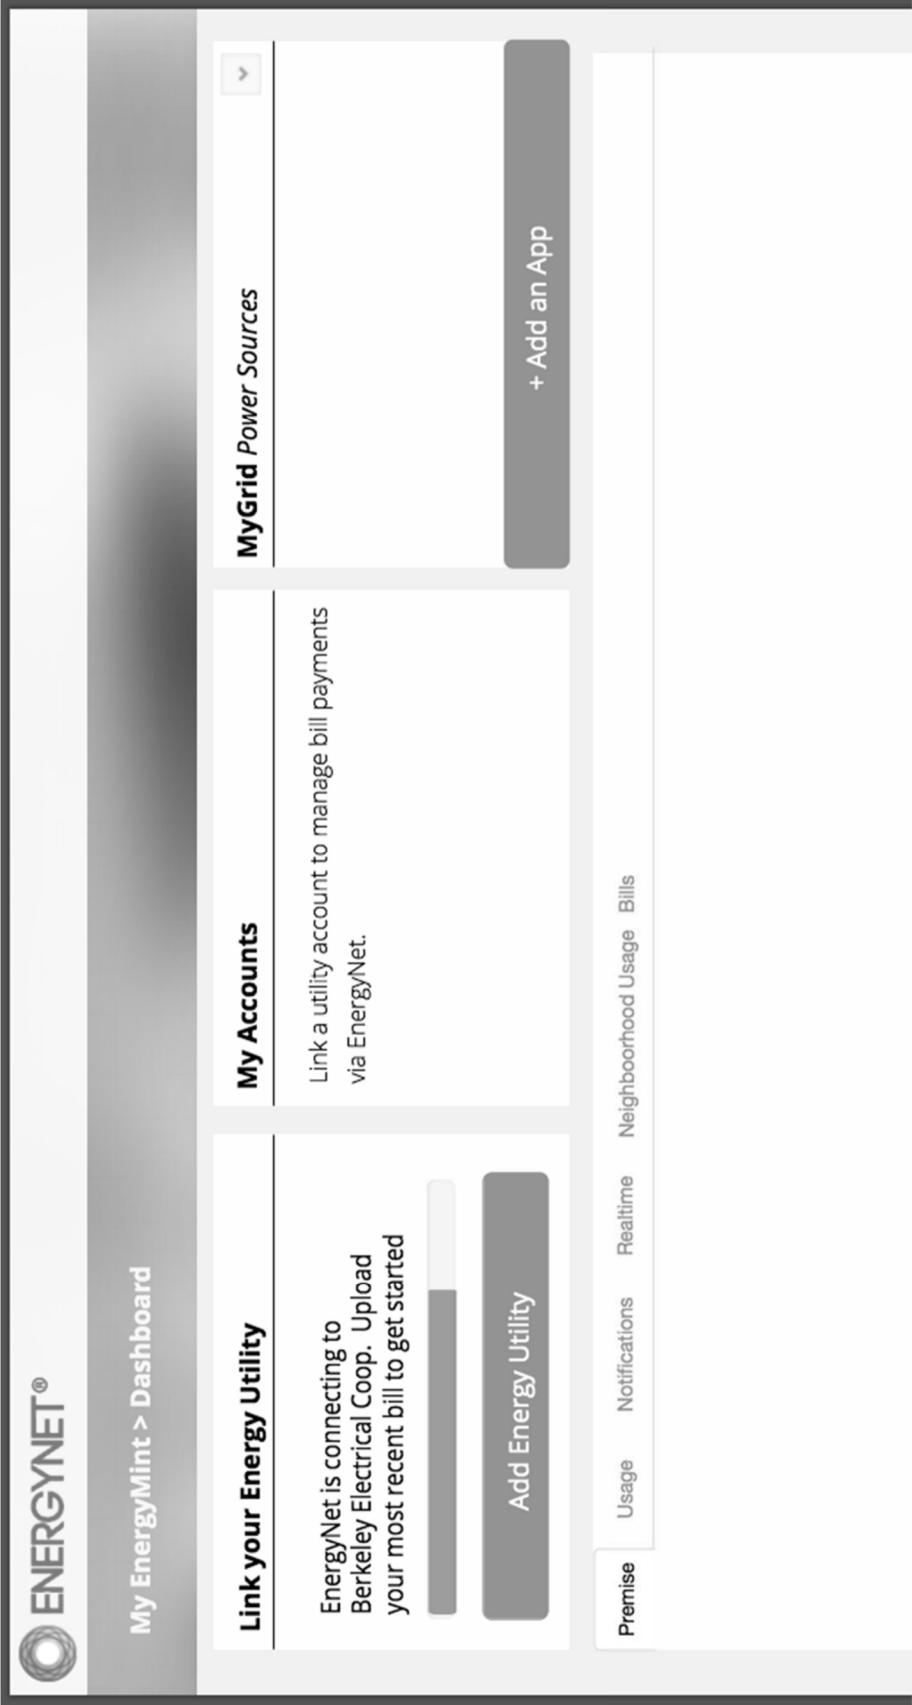 ENERGYNET®
My EnergyMint > Dashboard
Link your Energy Utility
EnergyNet is connecting to
Berkeley Electrical Coop. Upload
your most recent bill to get started
Add Energy Utility
My Accounts
Link a utility account to manage bill payments
via EnergyNet.
MyGrid Power Sources
+ Add an App
Premise Usage Notifications Realtime Neighboorhood Usage Bills